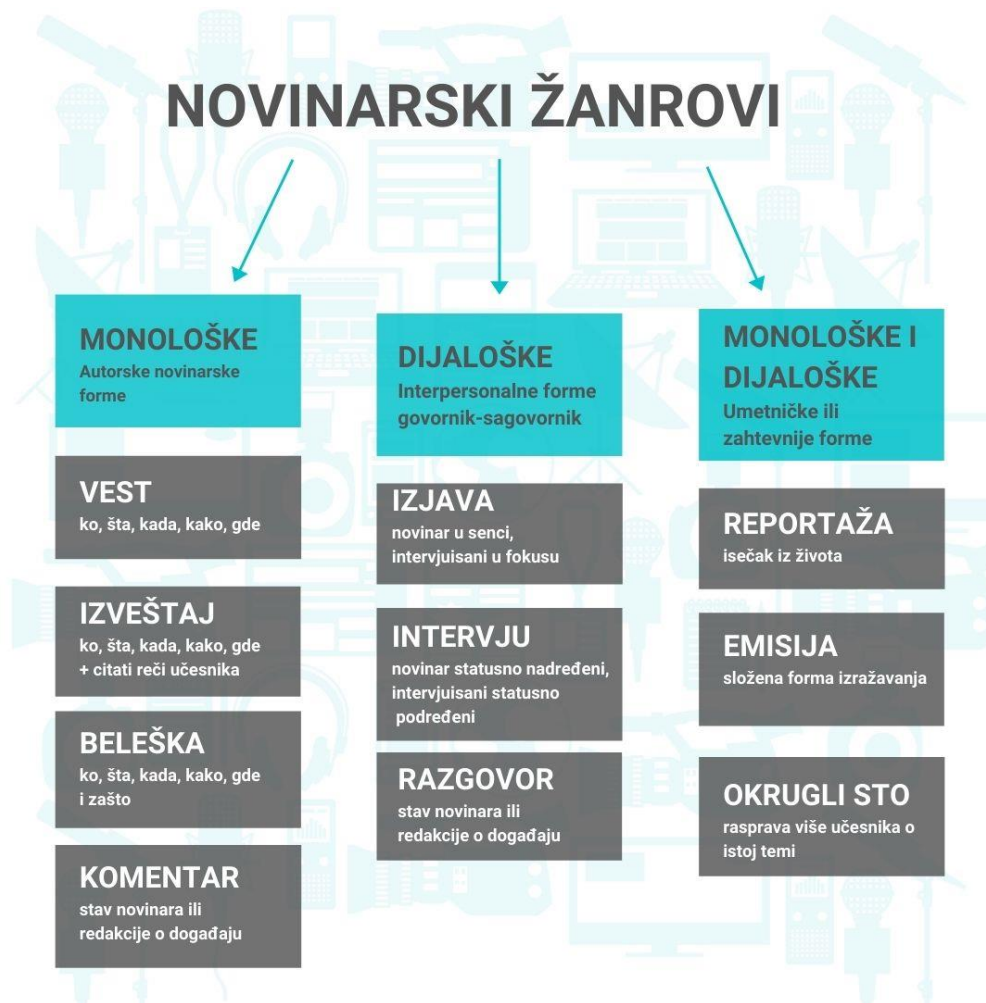 NOVINARSKI ŽANROVI
MONOLOŠKE
Autorske novinarske
forme
VEST
ko, šta, kada, kako, gde
IZVEŠTAJ
ko, šta, kada, kako, gde
+ citati reči učesnika
BELEŠKA
ko, šta, kada, kako, gde
i zašto
KOMENTAR
stav novinara ili
redakcije o događaju
DIJALOŠKE
Interpersonalne forme
govornik-sagovornik
IZJAVA
novinar u senci,
intervjuisani u fokusu
INTERVJU
novinar statusno nadređeni,
intervjuisani statusno
podređeni
RAZGOVOR
stav novinara ili
redakcije o događaju
MONOLOŠKE I
DIJALOŠKE
Umetničke ili
zahtevnije forme
REPORTAŽA
isečak iz života
EMISIJA
složena forma izražavanja
OKRUGLI STO
rasprava više učesnika o
istoj temi